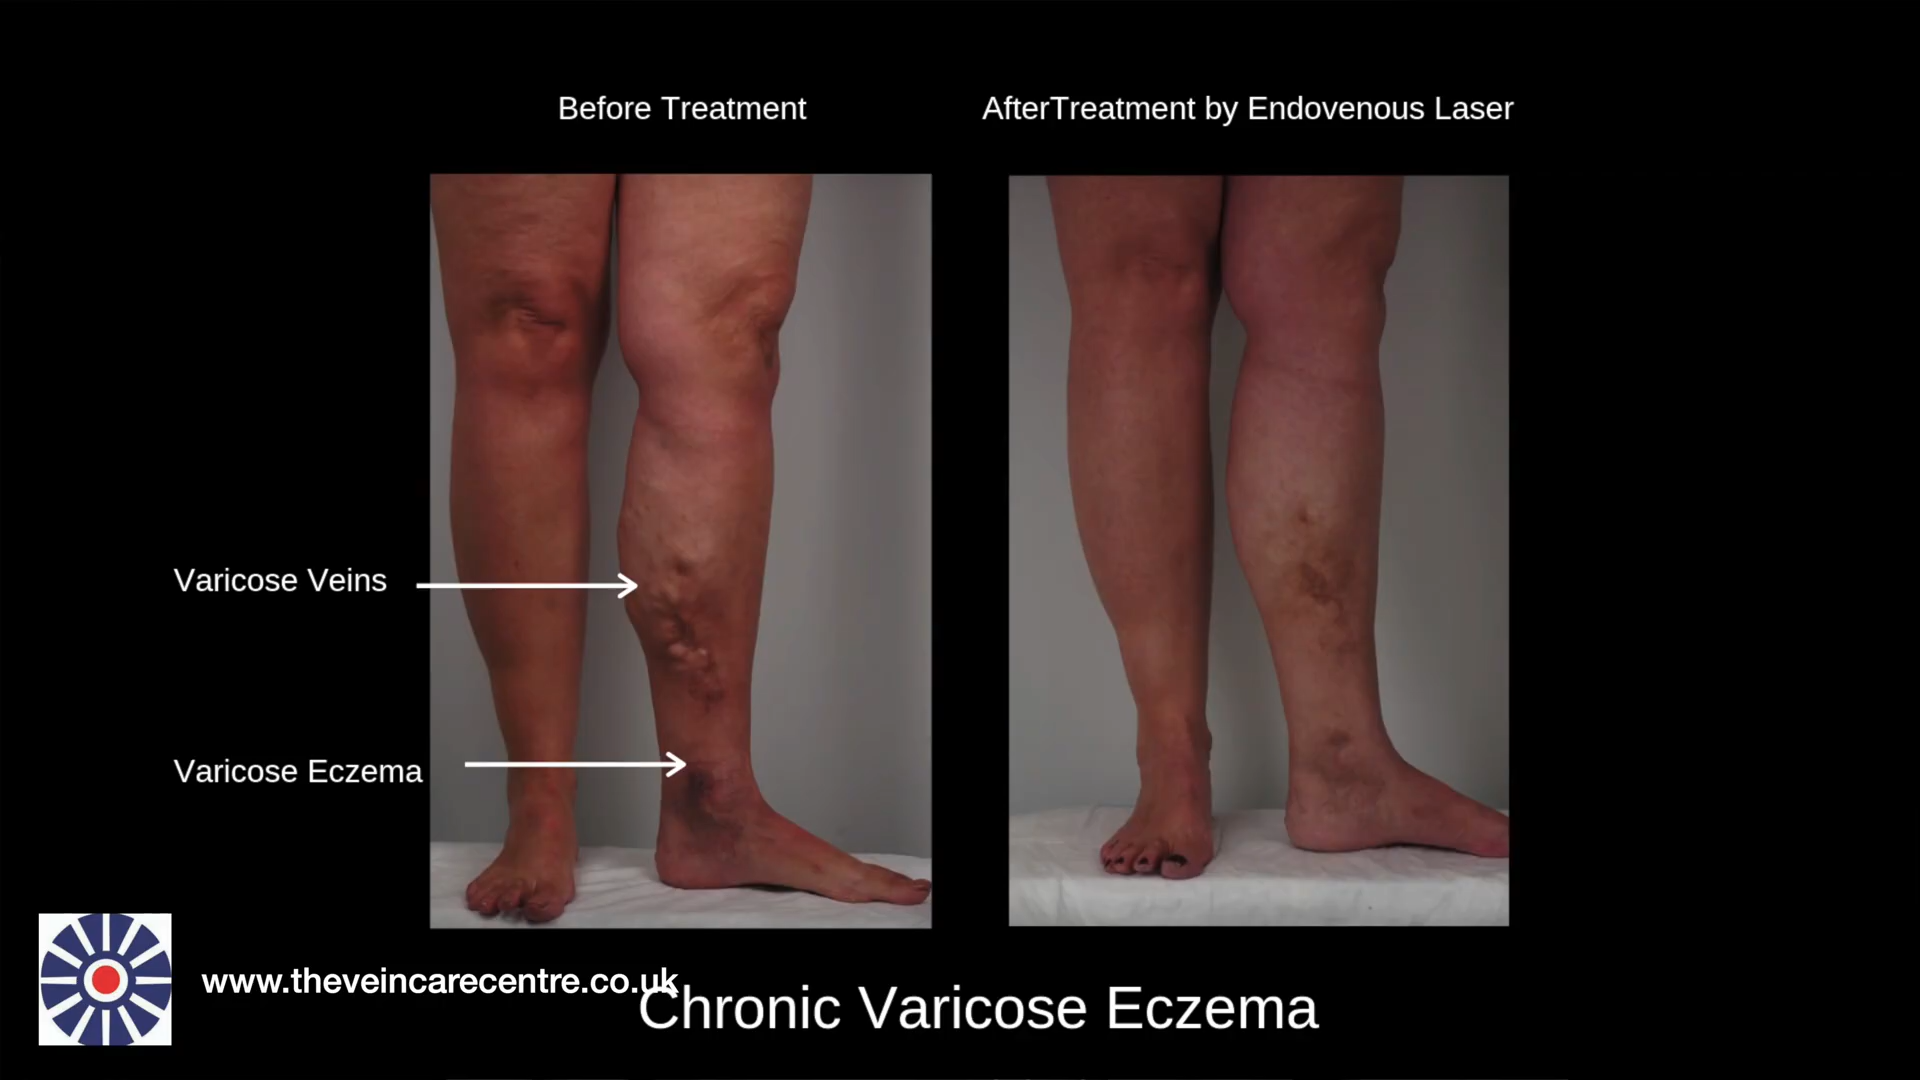 Before Treatment
AfterTreatment by Endovenous Laser
Varicose Veins
Varicose Eczema
www.theveincarecentre.co.uk
Chronic Varicose Eczema